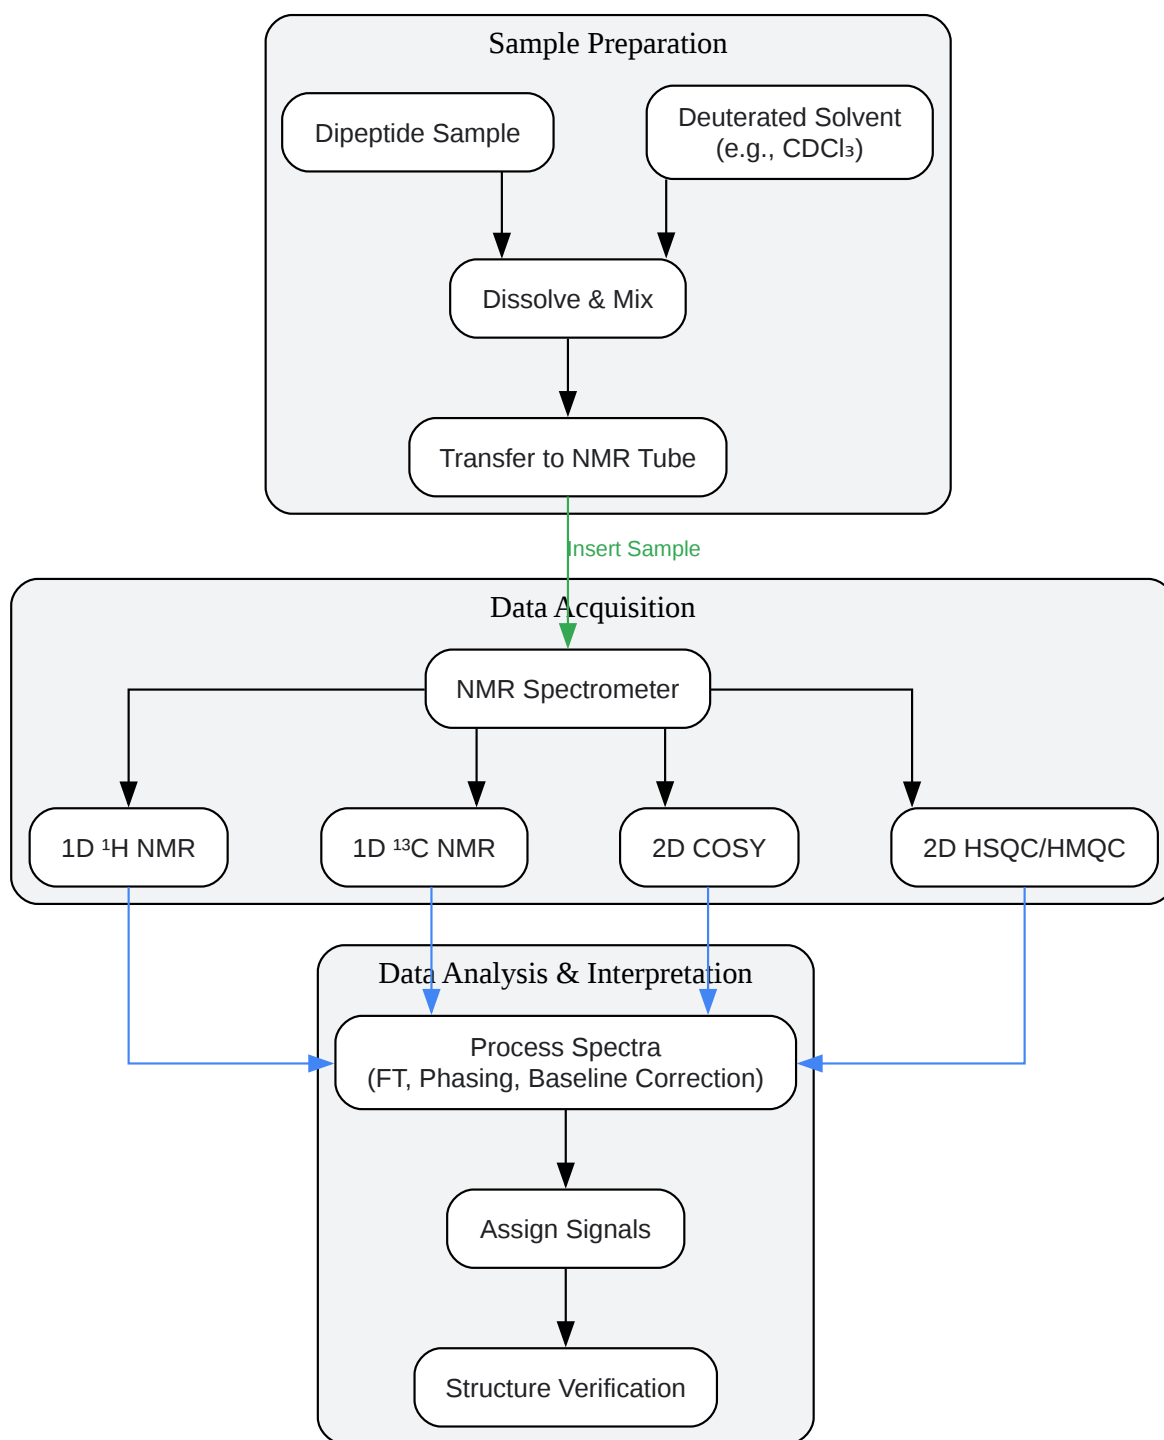 Sample Preparation
Dipeptide Sample
Deuterated Solvent
(e.g., CDCl₃)
Dissolve & Mix
Transfer to NMR Tube
Insert Sample
Data Acquisition
NMR Spectrometer
1D ¹H NMR
1D ¹³C NMR
2D COSY
2D HSQC/HMQC
Data Analysis & Interpretation
Process Spectra
(FT, Phasing, Baseline Correction)
Assign Signals
Structure Verification